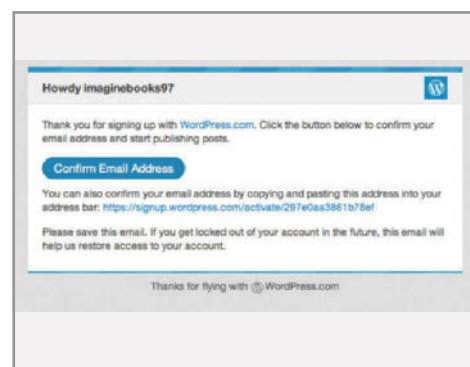 Howdy imaginebooks97
Thank you for signing up with WordPress.com. Click the button below to confirm your
email address and start publishing posts.
Confirm Email Address
You can also confirm your email address by copying and pasting this address into your
address bar: https://signup.wordpress.com/activate/297e0aa3861b78ef
Please save this email. If you get locked out of your account in the future, this email will
help us restore access to your account.
Thanks for flying with WordPress.com